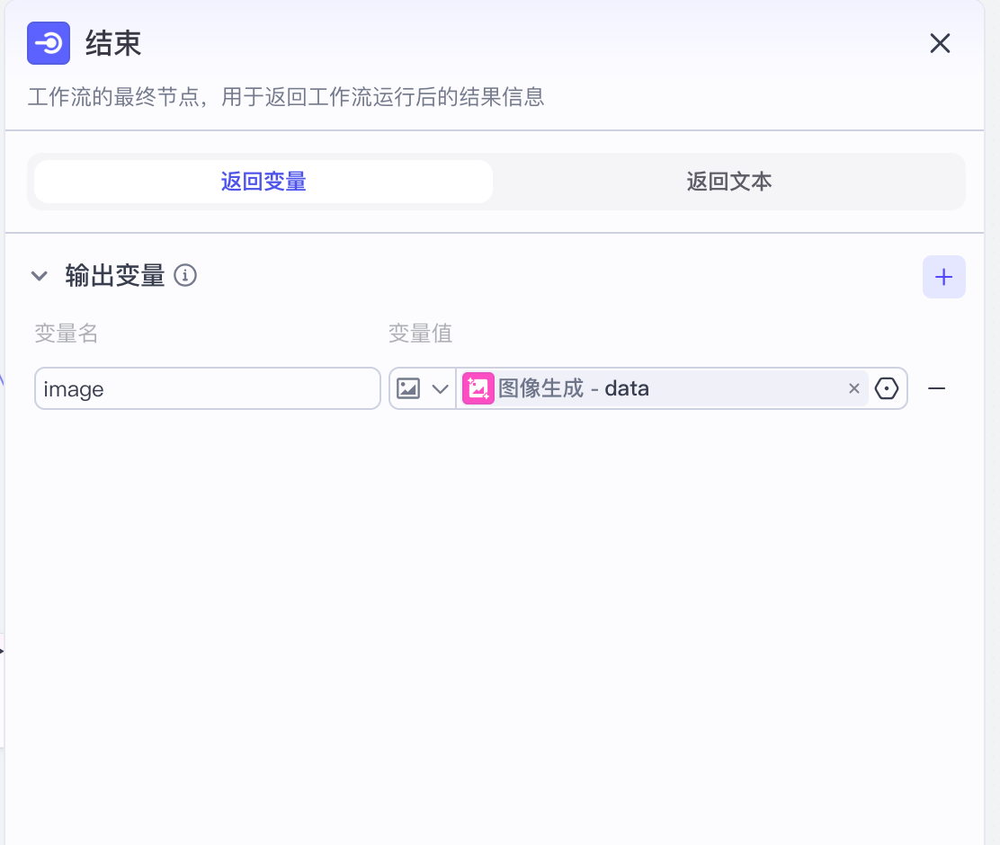 结束
工作流的最终节点，用于返回工作流运行后的结果信息
返回变量 返回文本
输出变量
变量名 变量值
image 图像生成 - data